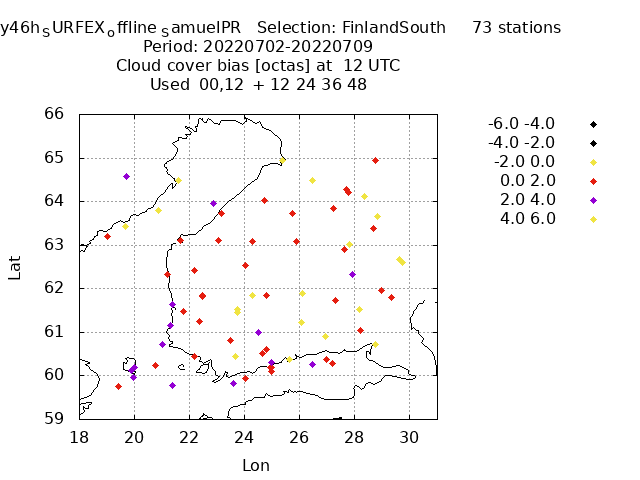 y46h_SURFEX_offline_SamuelPR Selection: FinlandSouth 73 stations
Period: 20220702-20220709
Cloud cover bias [octas] at 12 UTC
Used 00,12 + 12 24 36 48
-6.0 -4.0
-4.0 -2.0
-2.0 0.0
0.0 2.0
2.0 4.0
4.0 6.0
66
65
64
63
62
61
60
59
Lat
18 20 22 24 26 28 30
Lon